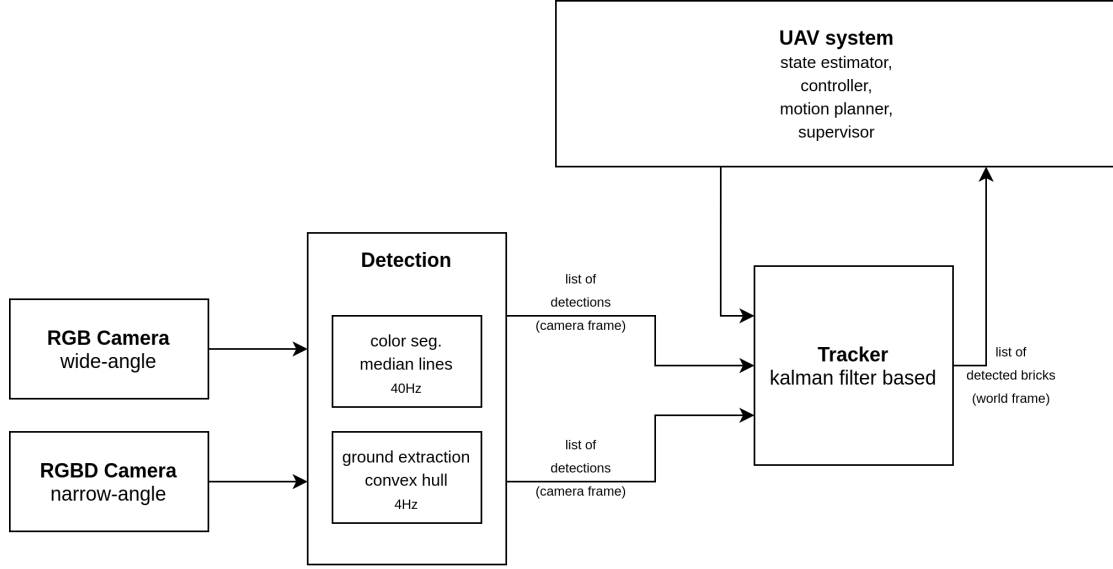 UAV system
state estimator,
controller,
motion planner,
supervisor
Detection
RGB Camera
wide-angle
color seg.
median lines
40Hz
list of
detections
(camera frame)
Tracker
kalman filter based
list of
detected bricks
(world frame)
RGBD Camera
narrow-angle
ground extraction
convex hull
4Hz
list of
detections
(camera frame)